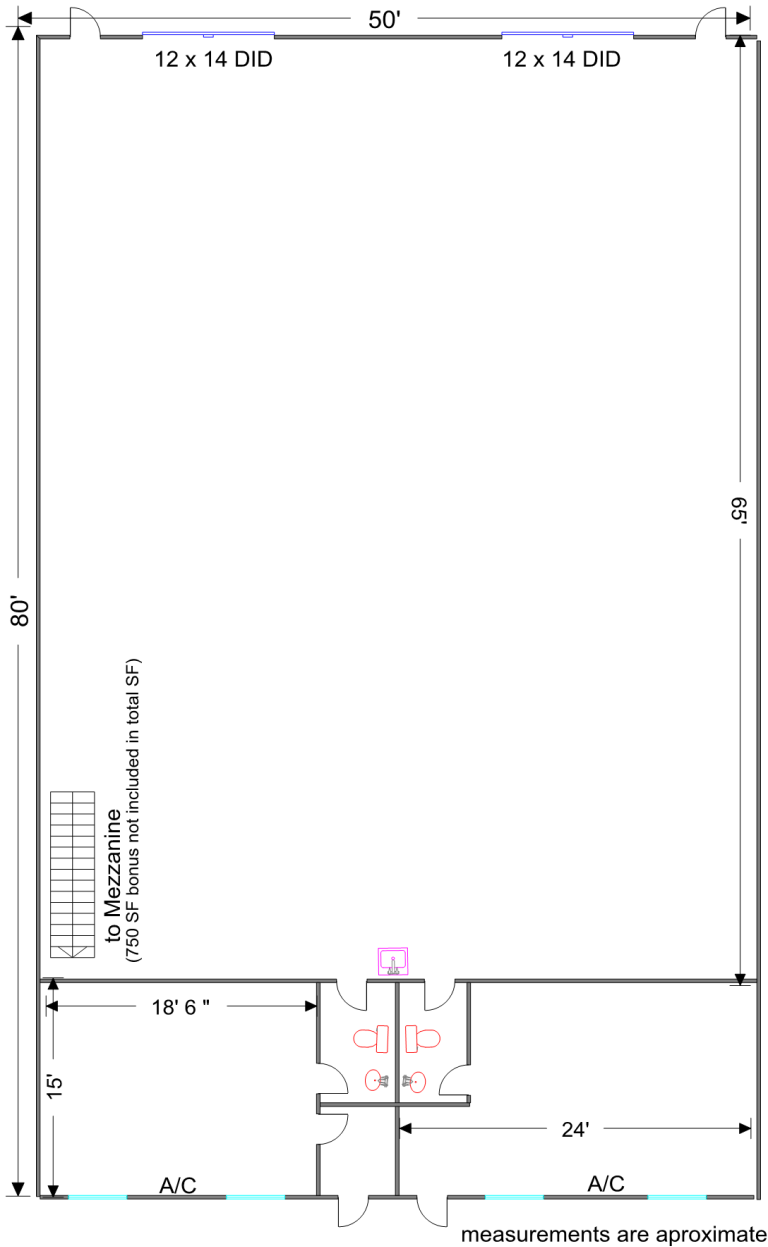 50'
12 x 14 DID
12 x 14 DID
65'
80'
to Mezzanine
(750 SF bonus not included in total SF)
18' 6 "
15'
24'
A/C
A/C
measurements are aproximate